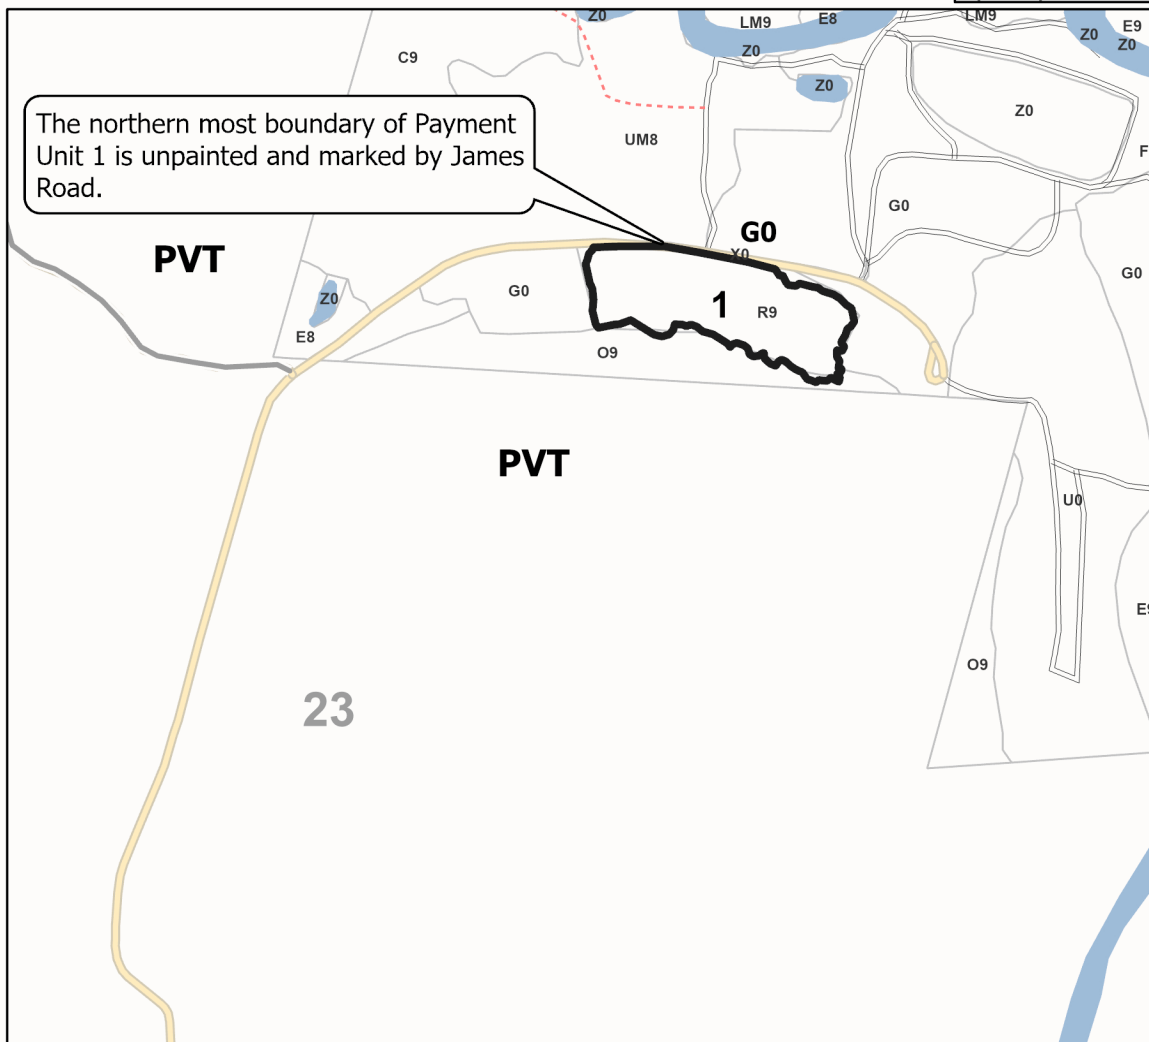 Z0
LM9
E8
LM9
E9
Z0
Z0
Z0
C9
Z0
Z0
The northern most boundary of Payment
Unit 1 is unpainted and marked by James
Road.
UM8
F
G0
G0
PVT
X0
G0
G0
Z0
1
R9
E8
O9
PVT
U0
E9
O9
23